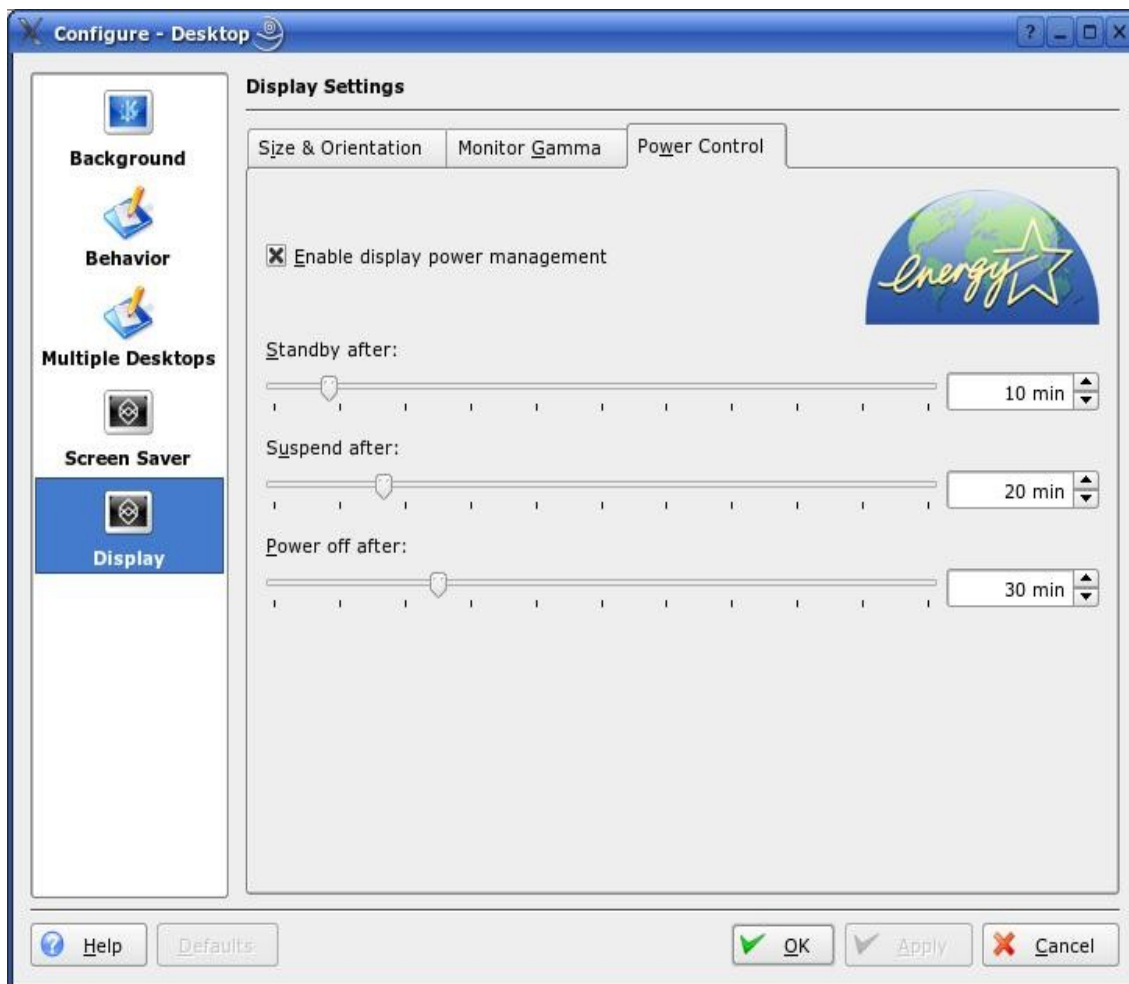 Configure - Desktop
?
Display Settings
Background
Behavior
Multiple Desktops
Screen Saver
Display
Size & Orientation
Monitor Gamma
Power Control
Enable display power management
energy
Standby after:
10 min
Suspend after:
20 min
Power off after:
30 min
Help
Defaults
OK
Apply
Cancel